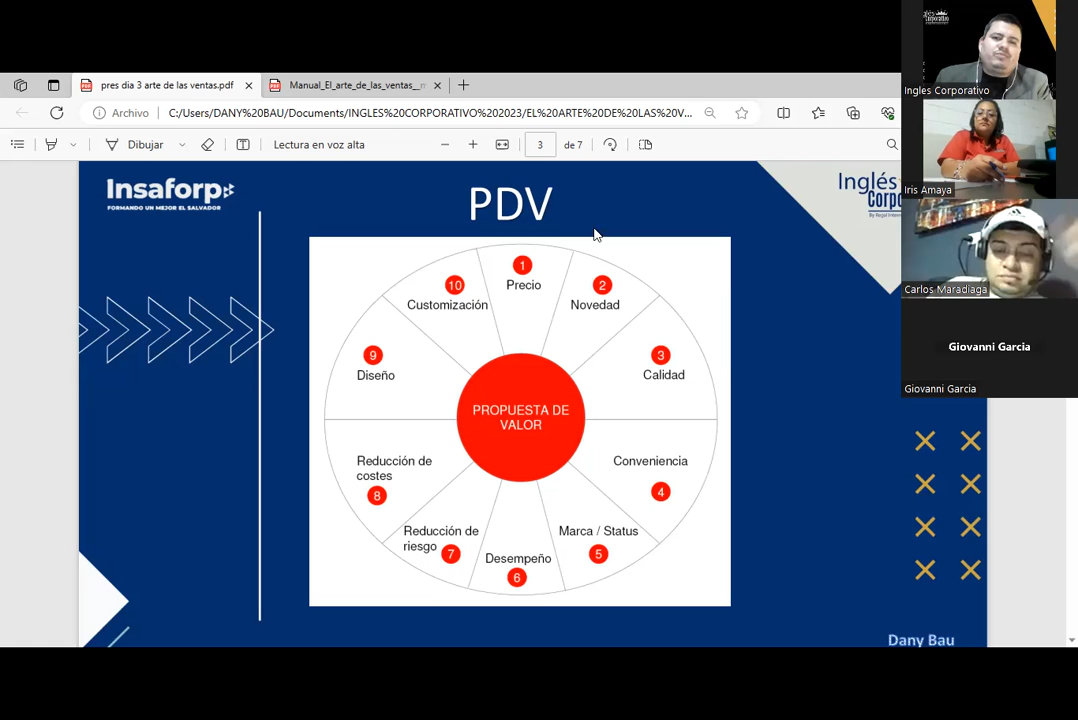 pres dia 3 arte de las ventas.pdf
Manual_El_arte_de_las_ventas_
Archivo
C:/Users/DANY%20BAU/Documents/INGLES%20CORPORATIVO%202023/EL%20ARTE%20DE%20LAS%20V...
Dibujar
Lectura en voz alta
3
de 7
Insaforp
FORMANDO UN MEJOR EL SALVADOR
PDV
Inglés
Corpo
1
Precio
2
Novedad
3
Calidad
Conveniencia
4
Marca / Status
5
Desempeño
6
Reducción de
riesgo
7
Reducción de
costes
8
9
Diseño
10
Customización
PROPUESTA DE
VALOR
Dany Bau
Ingles Corporativo
Iris Amaya
Carlos Maradiaga
Giovanni Garcia
Giovanni Garcia